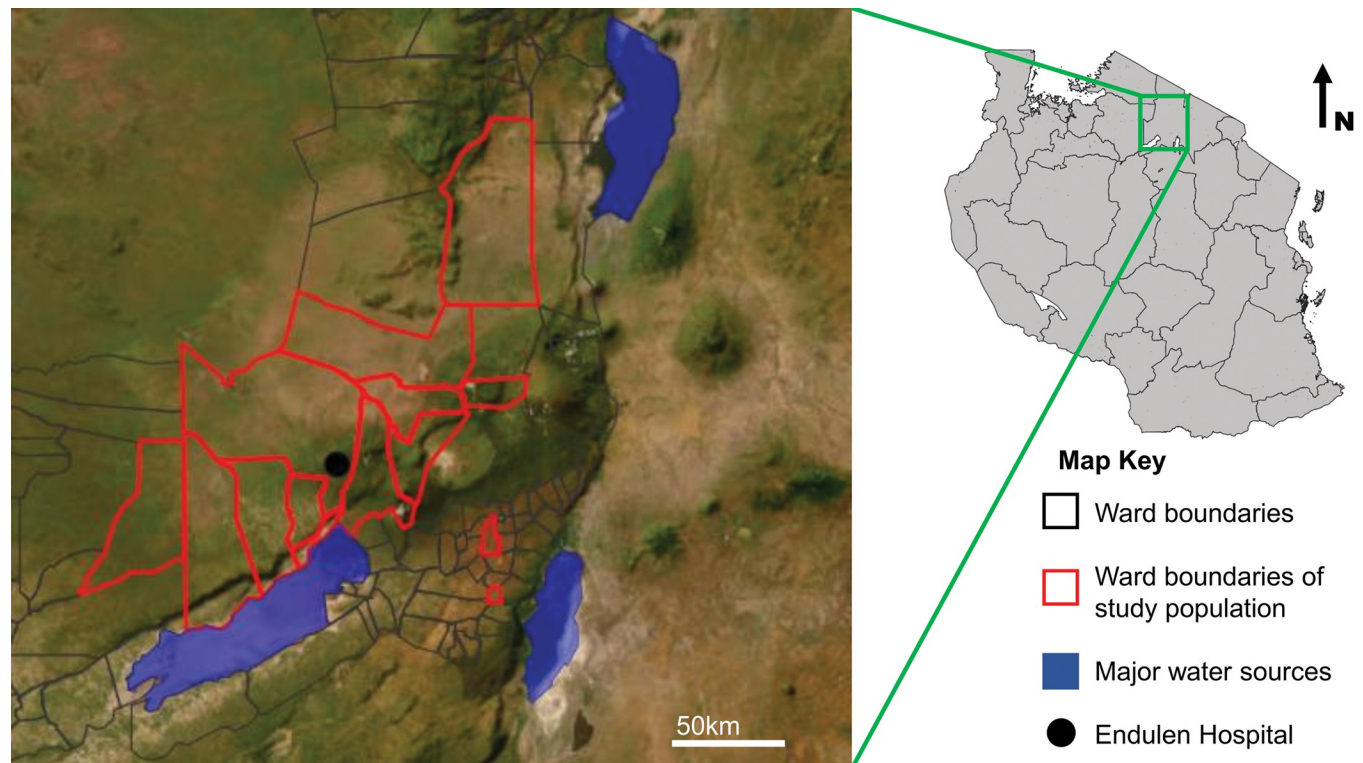 N
Map Key
Ward boundaries
Ward boundaries of
study population
Major water sources
Endulen Hospital
50km